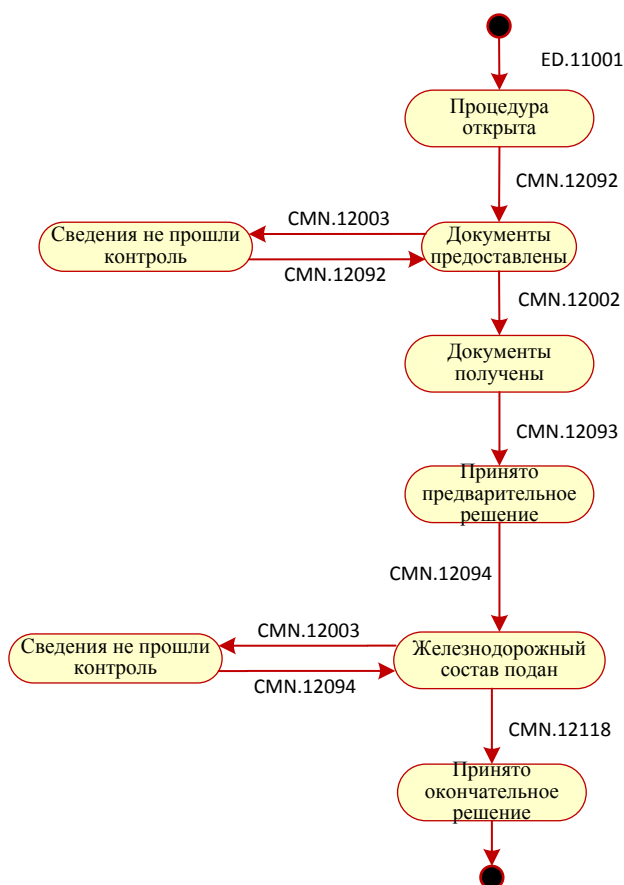 ED.11001
Процедура
открыта
CMN.12092
CMN.12003
Сведения не прошли
контроль
Документы
предоставлены
CMN.12092
CMN.12002
Документы
получены
CMN.12093
Принято
предварительное
решение
CMN.12094
CMN.12003
Сведения не прошли
контроль
Железнодорожный
состав подан
CMN.12094
CMN.12118
Принято
окончательное
решение